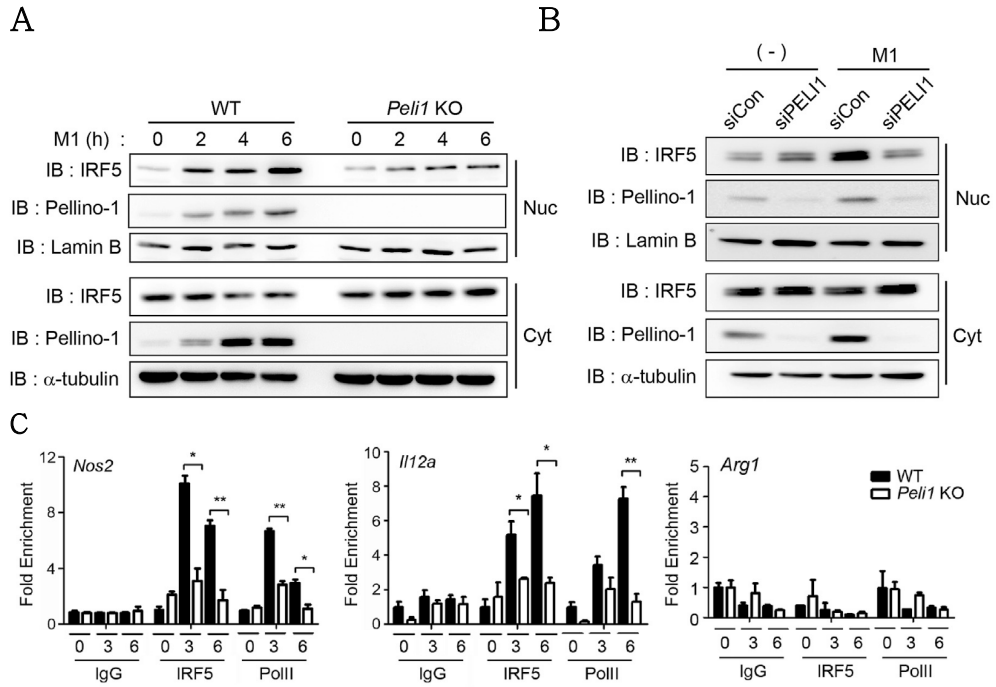 A
WT
Peli1 KO
M1 (h) : 0 2 4 6 0 2 4 6
IB : IRF5
IB : Pellino-1
IB : Lamin B
Nuc
IB : IRF5
IB : Pellino-1
IB : α-tubulin
Cyt
B
( - )
M1
siCon siPELI1 siCon siPELI1
IB : IRF5
IB : Pellino-1
IB : Lamin B
Nuc
IB : IRF5
IB : Pellino-1
IB : α-tubulin
Cyt
C
Nos2
Fold Enrichment
12
8
4
0
* ** ** *
0 3 6 0 3 6 0 3 6
IgG IRF5 PolII
Il12a
Fold Enrichment
10
8
6
4
2
0
* * **
0 3 6 0 3 6 0 3 6
IgG IRF5 PolII
Arg1
Fold Enrichment
5
4
3
2
1
0
WT
Peli1 KO
0 3 6 0 3 6 0 3 6
IgG IRF5 PolII